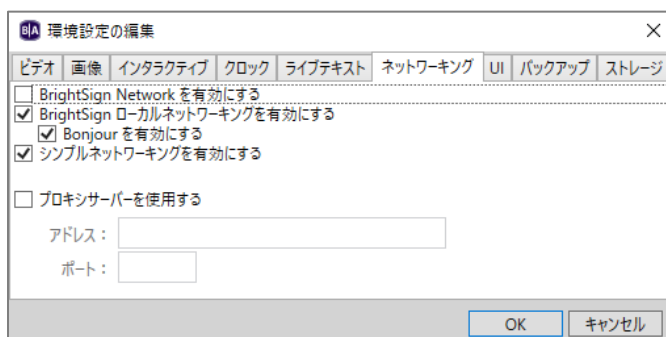 B|A 環境設定の編集
ビデオ 画像 インタラクティブ クロック ライブテキスト ネットワーキング UI バックアップ ストレージ
BrightSign Network を有効にする
BrightSign ローカルネットワーキングを有効にする
Bonjour を有効にする
シンプルネットワーキングを有効にする
プロキシサーバーを使用する
アドレス：
ポート：
OK キャンセル